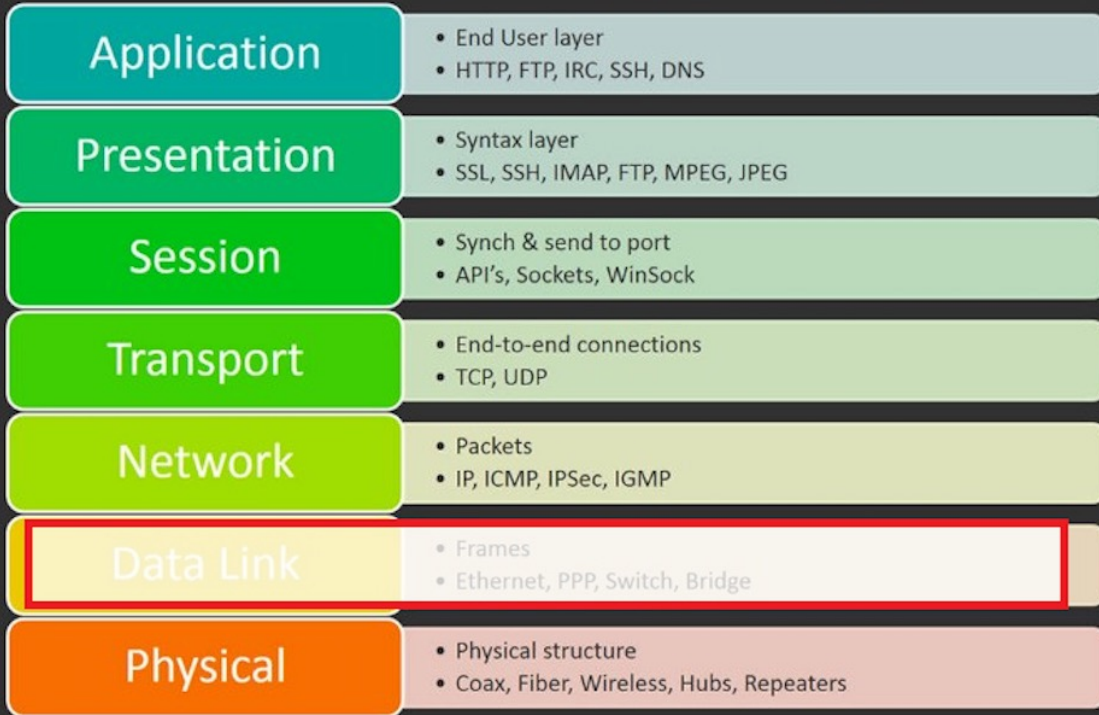 Application
• End User layer
• HTTP, FTP, IRC, SSH, DNS
Presentation
• Syntax layer
• SSL, SSH, IMAP, FTP, MPEG, JPEG
Session
• Synch & send to port
• API's, Sockets, WinSock
Transport
• End-to-end connections
• TCP, UDP
Network
• Packets
• IP, ICMP, IPSec, IGMP
Data Link
• Frames
• Ethernet, PPP, Switch, Bridge
Physical
• Physical structure
• Coax, Fiber, Wireless, Hubs, Repeaters